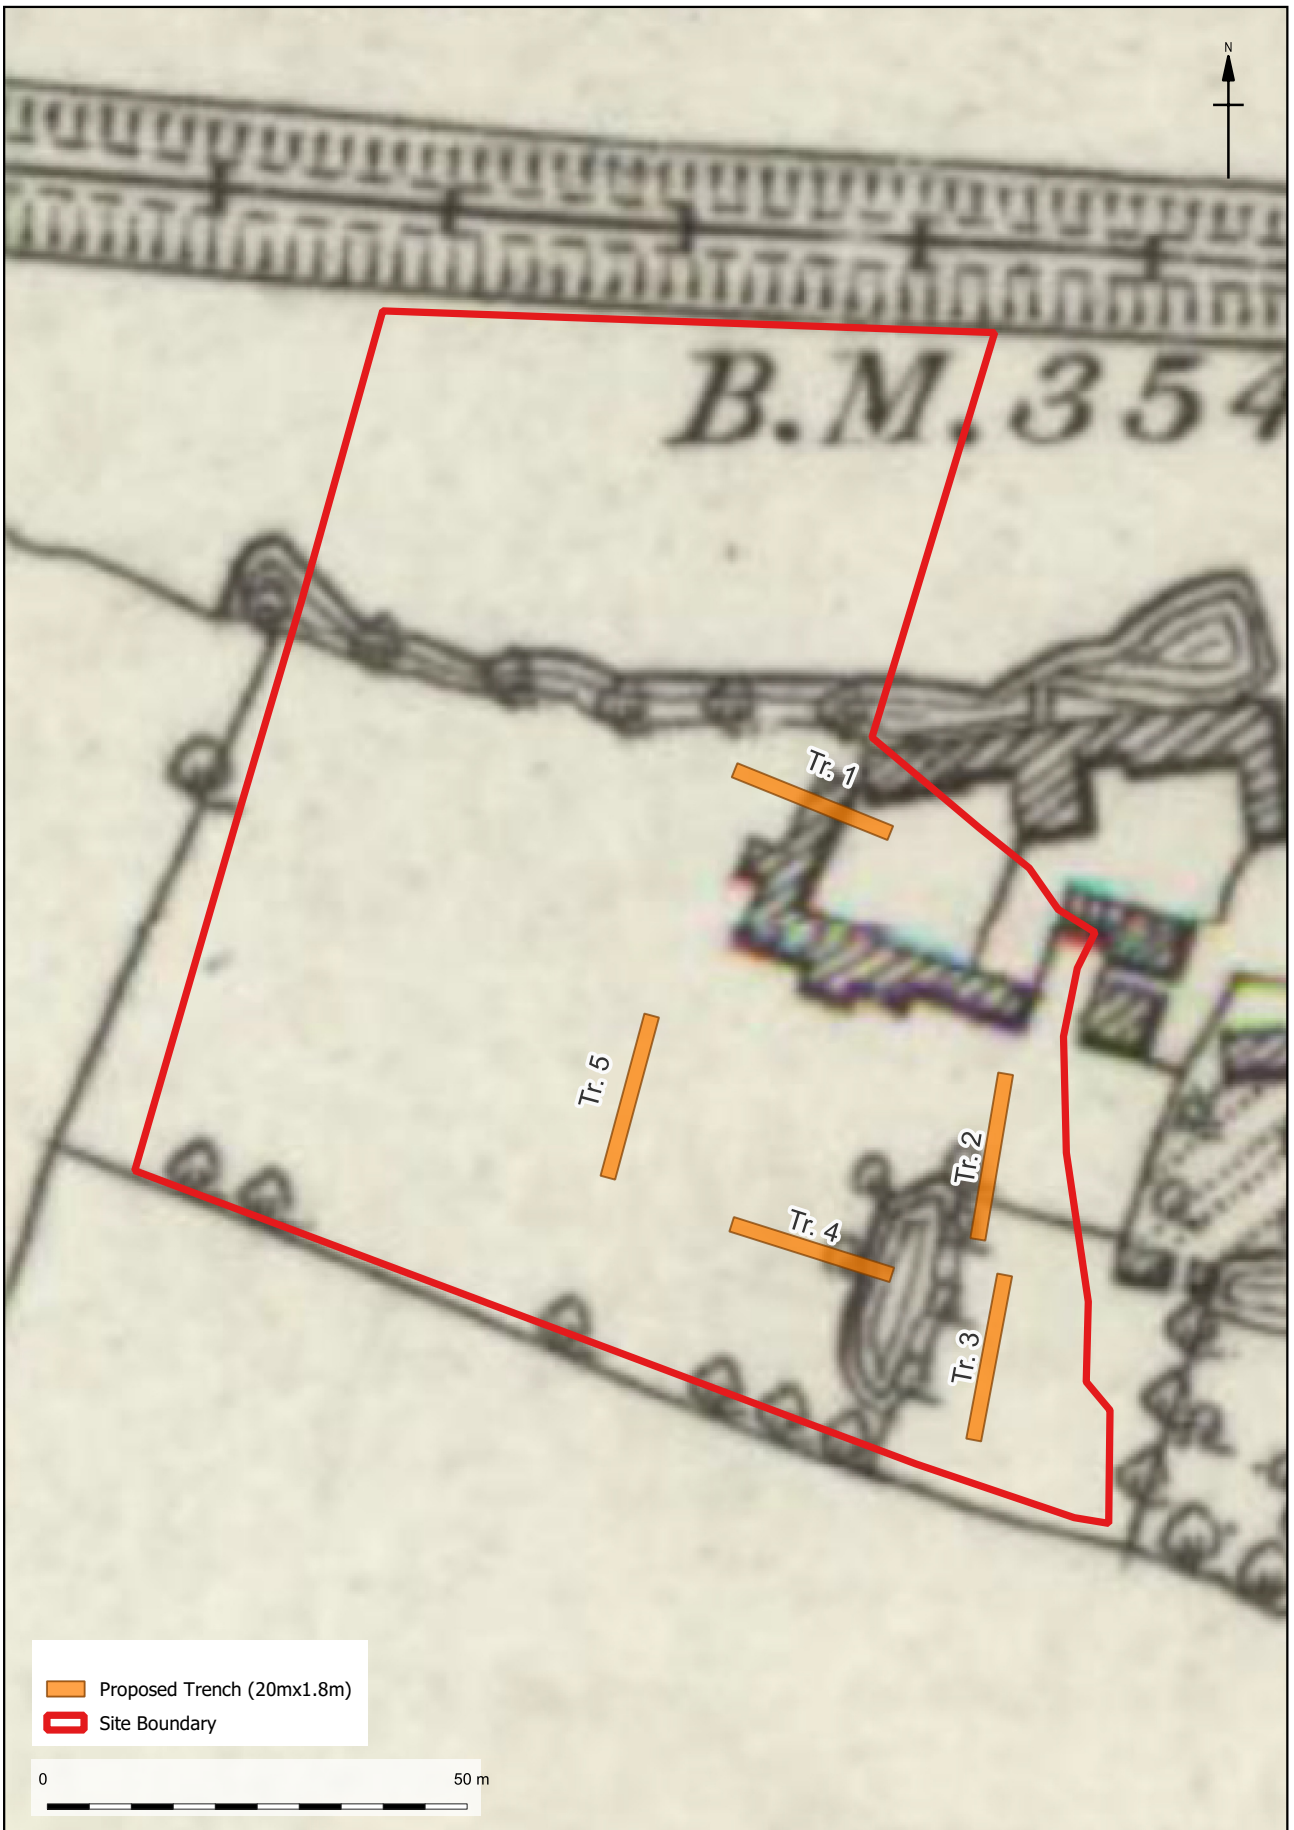 N
B.M. 354
Tr. 1
Tr. 5
Tr. 2
Tr. 4
Tr. 3
Proposed Trench (20mx1.8m)
Site Boundary
0 50 m